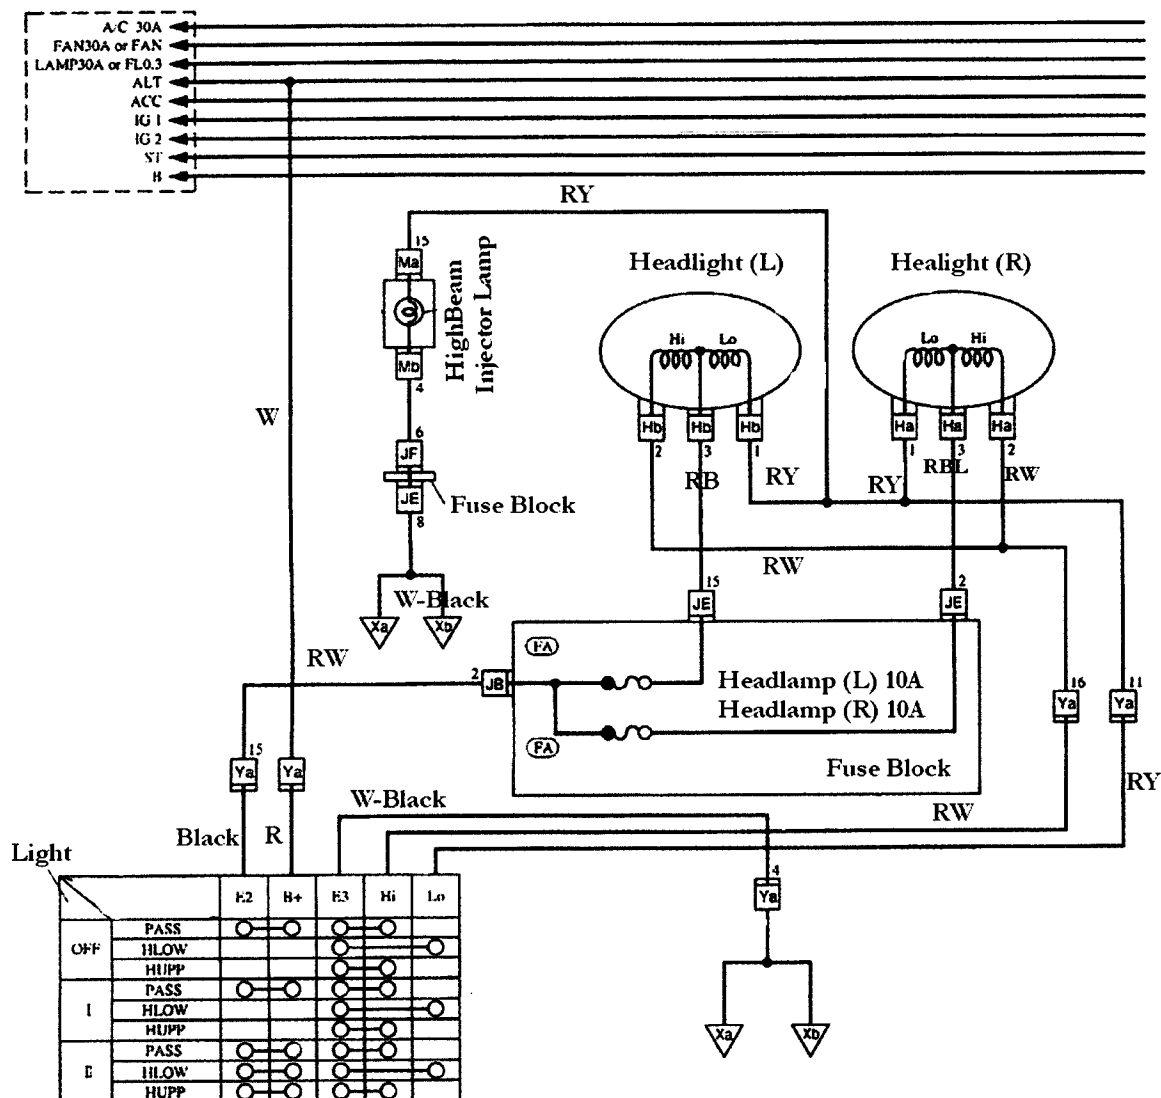 A/C 30A
FAN30A or FAN
LAMP30A or FL0.3
ALT
ACC
IG 1
IG 2
ST
H
RY
15
Ma
HighBeam
Injector Lamp
Mb
4
Headlight (L)
Healight (R)
Hi Lo
Lo Hi
Hb Hb Hb
Ha Ha Ha
2 3 1
1 3 2
RB
RY
RY
RBL
RW
W
6
JF
JE
Fuse Block
8
W-Black
Xa Xb
RW
RW
15
JE
2
JE
2
JB
FA
Headlamp (L) 10A
Headlamp (R) 10A
FA
Fuse Block
16
Ya
11
Ya
15
Ya Ya
Black
R
W-Black
RW
RY
4
Ya
Xa Xb
Light
E2 B+ E3 Hi Lo
OFF
PASS
HLOW
HUPP
I
PASS
HLOW
HUPP
E
PASS
HLOW
HUPP